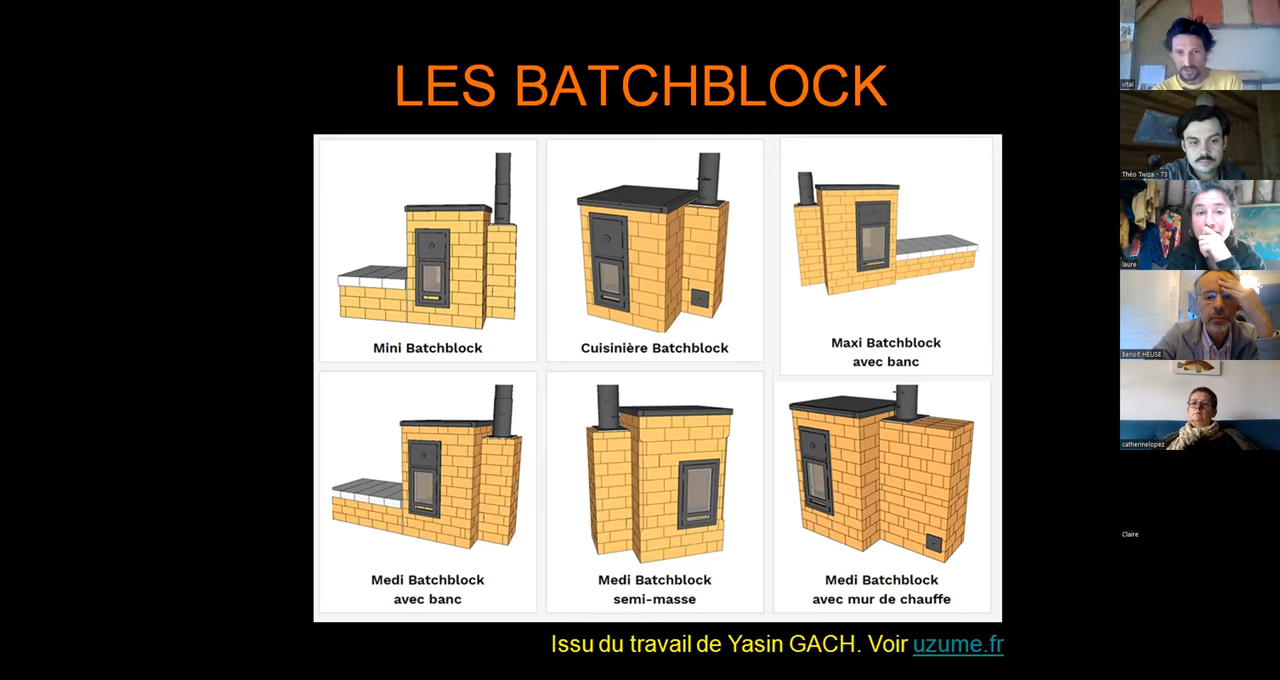 LES BATCHBLOCK
Mini Batchblock
Cuisinière Batchblock
Maxi Batchblock
avec banc
Medi Batchblock
avec banc
Medi Batchblock
semi-masse
Medi Batchblock
avec mur de chauffe
Issu du travail de Yasin GACH. Voir uzume.fr
vital
Théo Twiza - 73
laure
Benoît HEUSE
catherinelopez
Claire